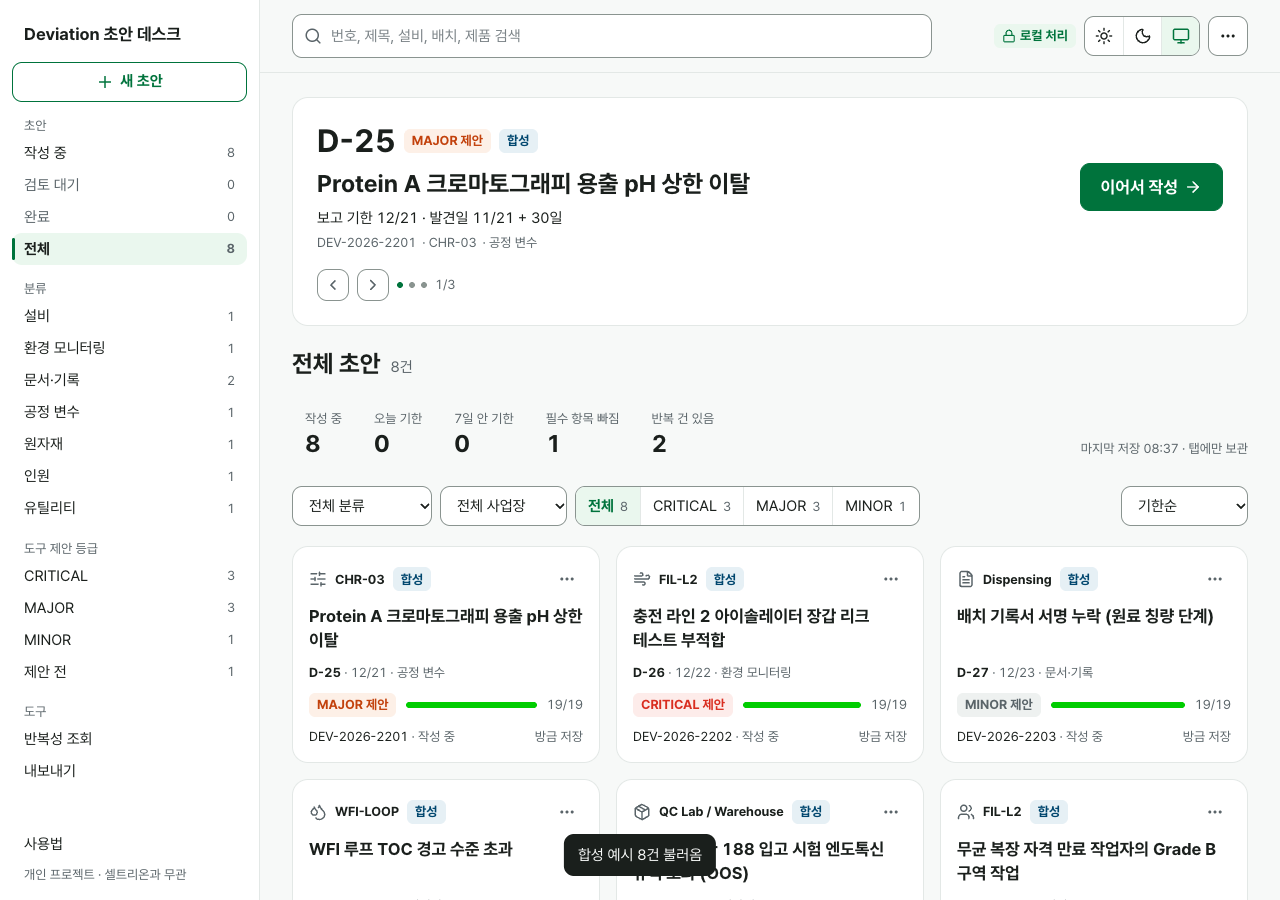 Deviation 초안 데스크
새 초안
초안
작성 중 8
검토 대기 0
완료 0
전체 8
분류
설비 1
환경 모니터링 1
문서·기록 2
공정 변수 1
원자재 1
인원 1
유틸리티 1
도구 제안 등급
CRITICAL 3
MAJOR 3
MINOR 1
제안 전 1
도구
반복성 조회
내보내기
사용법
개인 프로젝트 · 셀트리온과 무관
번호, 제목, 설비, 배치, 제품 검색
로컬 처리
D-25 MAJOR 제안 합성
Protein A 크로마토그래피 용출 pH 상한 이탈
보고 기한 12/21 · 발견일 11/21 + 30일
DEV-2026-2201 · CHR-03 · 공정 변수
이어서 작성
1/3
전체 초안 8건
작성 중 오늘 기한 7일 안 기한 필수 항목 빠짐 반복 건 있음
8 0 0 1 2
마지막 저장 08:37 · 탭에만 보관
전체 분류 전체 사업장 전체 8 CRITICAL 3 MAJOR 3 MINOR 1 기한순
CHR-03 합성
Protein A 크로마토그래피 용출 pH 상한
이탈
D-25 · 12/21 · 공정 변수
MAJOR 제안 19/19
DEV-2026-2201 · 작성 중 방금 저장
FIL-L2 합성
충전 라인 2 아이솔레이터 장갑 리크
테스트 부적합
D-26 · 12/22 · 환경 모니터링
CRITICAL 제안 19/19
DEV-2026-2202 · 작성 중 방금 저장
Dispensing 합성
배치 기록서 서명 누락 (원료 칭량 단계)
D-27 · 12/23 · 문서·기록
MINOR 제안 19/19
DEV-2026-2203 · 작성 중 방금 저장
WFI-LOOP 합성
WFI 루프 TOC 경고 수준 초과
QC Lab / Warehouse 합성
188 입고 시험 엔도톡신
(OOS)
FIL-L2 합성
무균 복장 자격 만료 작업자의 Grade B
구역 작업
합성 예시 8건 불러옴